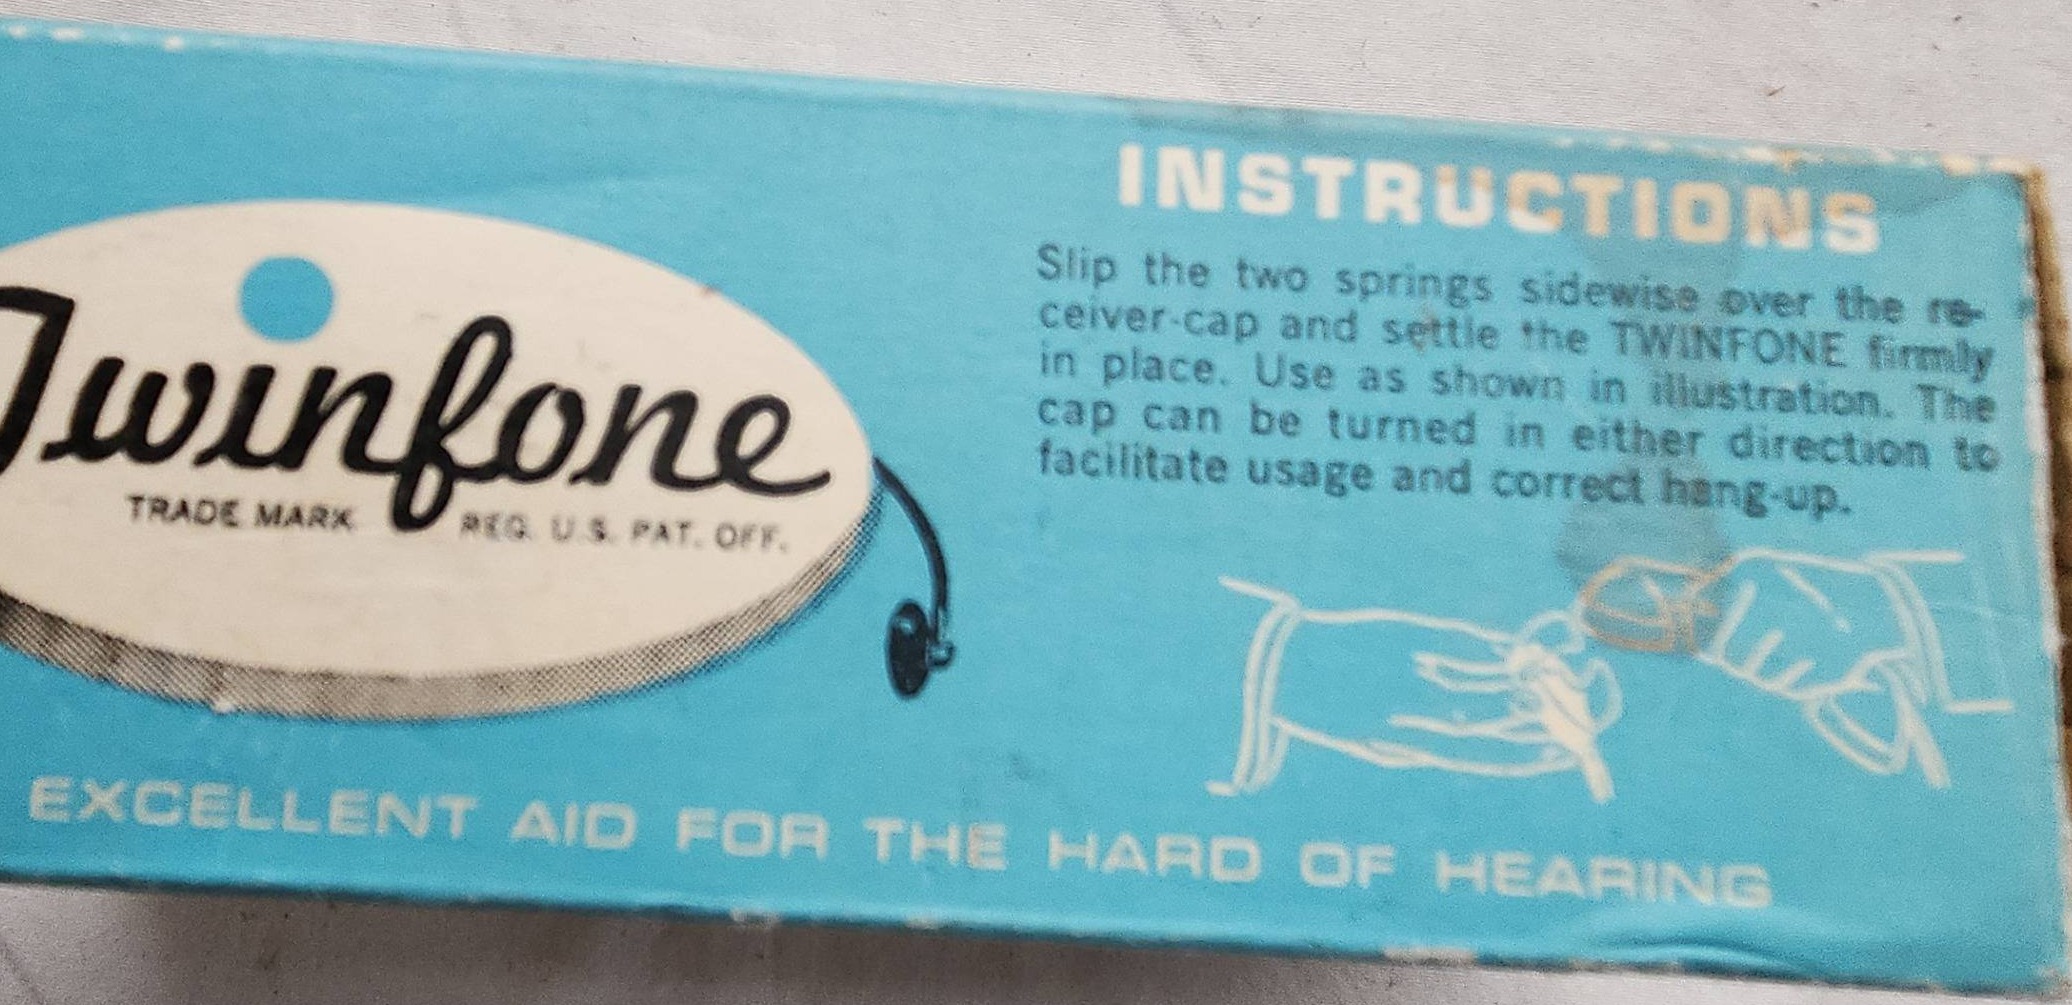 Twinfone
TRADE MARK REG. U.S. PAT. OFF.
EXCELLENT AID FOR THE HARD OF HEARING
INSTRUCTIONS
Slip the two springs sidewise over the re-
ceiver-cap and settle the TWINFONE firmly
in place. Use as shown in illustration. The
cap can be turned in either direction to
facilitate usage and correct hang-up.